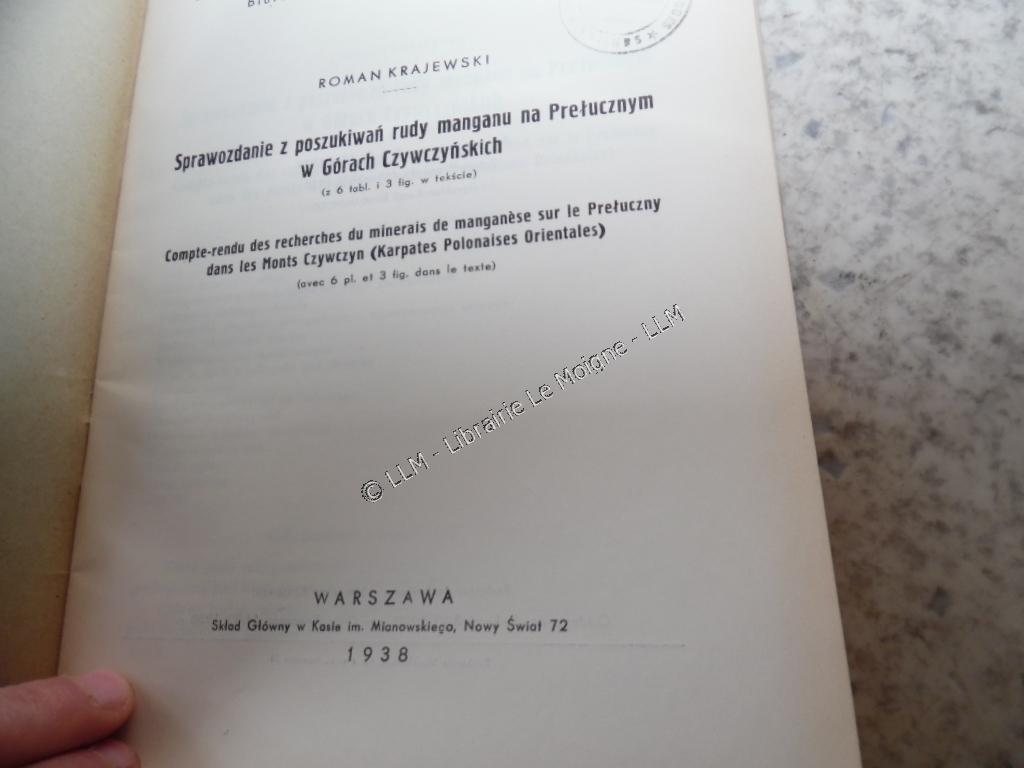 ROMAN KRAJEWSKI
Sprawozdanie z poszukiwań rudy manganu na Prełucznym
w Górach Czywczyńskich
(z 6 tabl. i 3 fig. w tekście)
Compte-rendu des recherches du minerais de manganèse sur le Prełuczny
dans les Monts Czywczyn (Karpates Polonaises Orientales)
(avec 6 pl. et 3 fig. dans le texte)
© LLM - Librairie Le Moigne - LLM
WARSZAWA
Skład Główny w Kasie im. Mianowskiego, Nowy Świat 72
1938